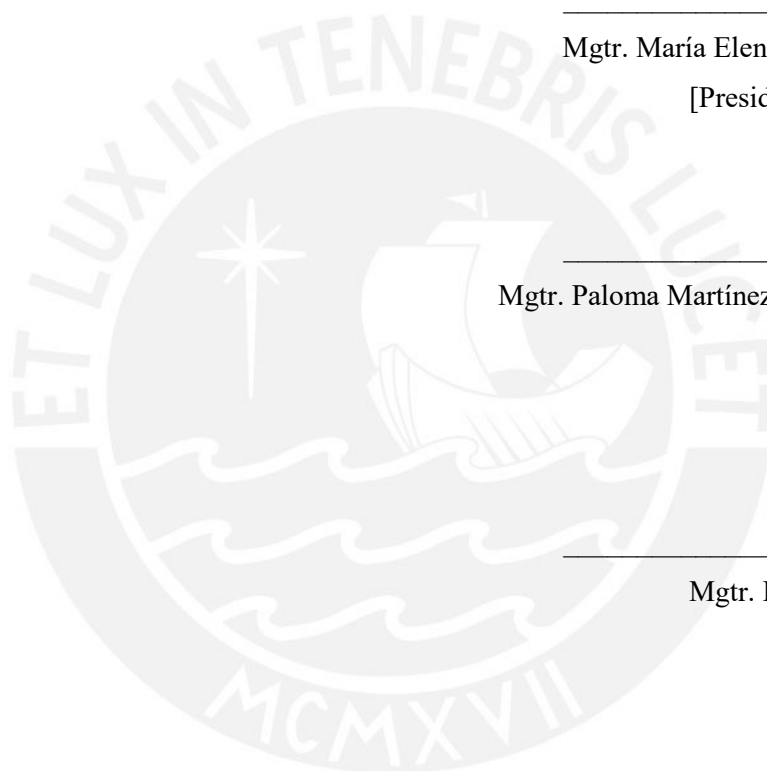 Mgtr. María Elen
[Presid
Mgtr. Paloma Martínez
Mgtr.
ET LUX IN TENEBRIS LUCET
MCMXVII